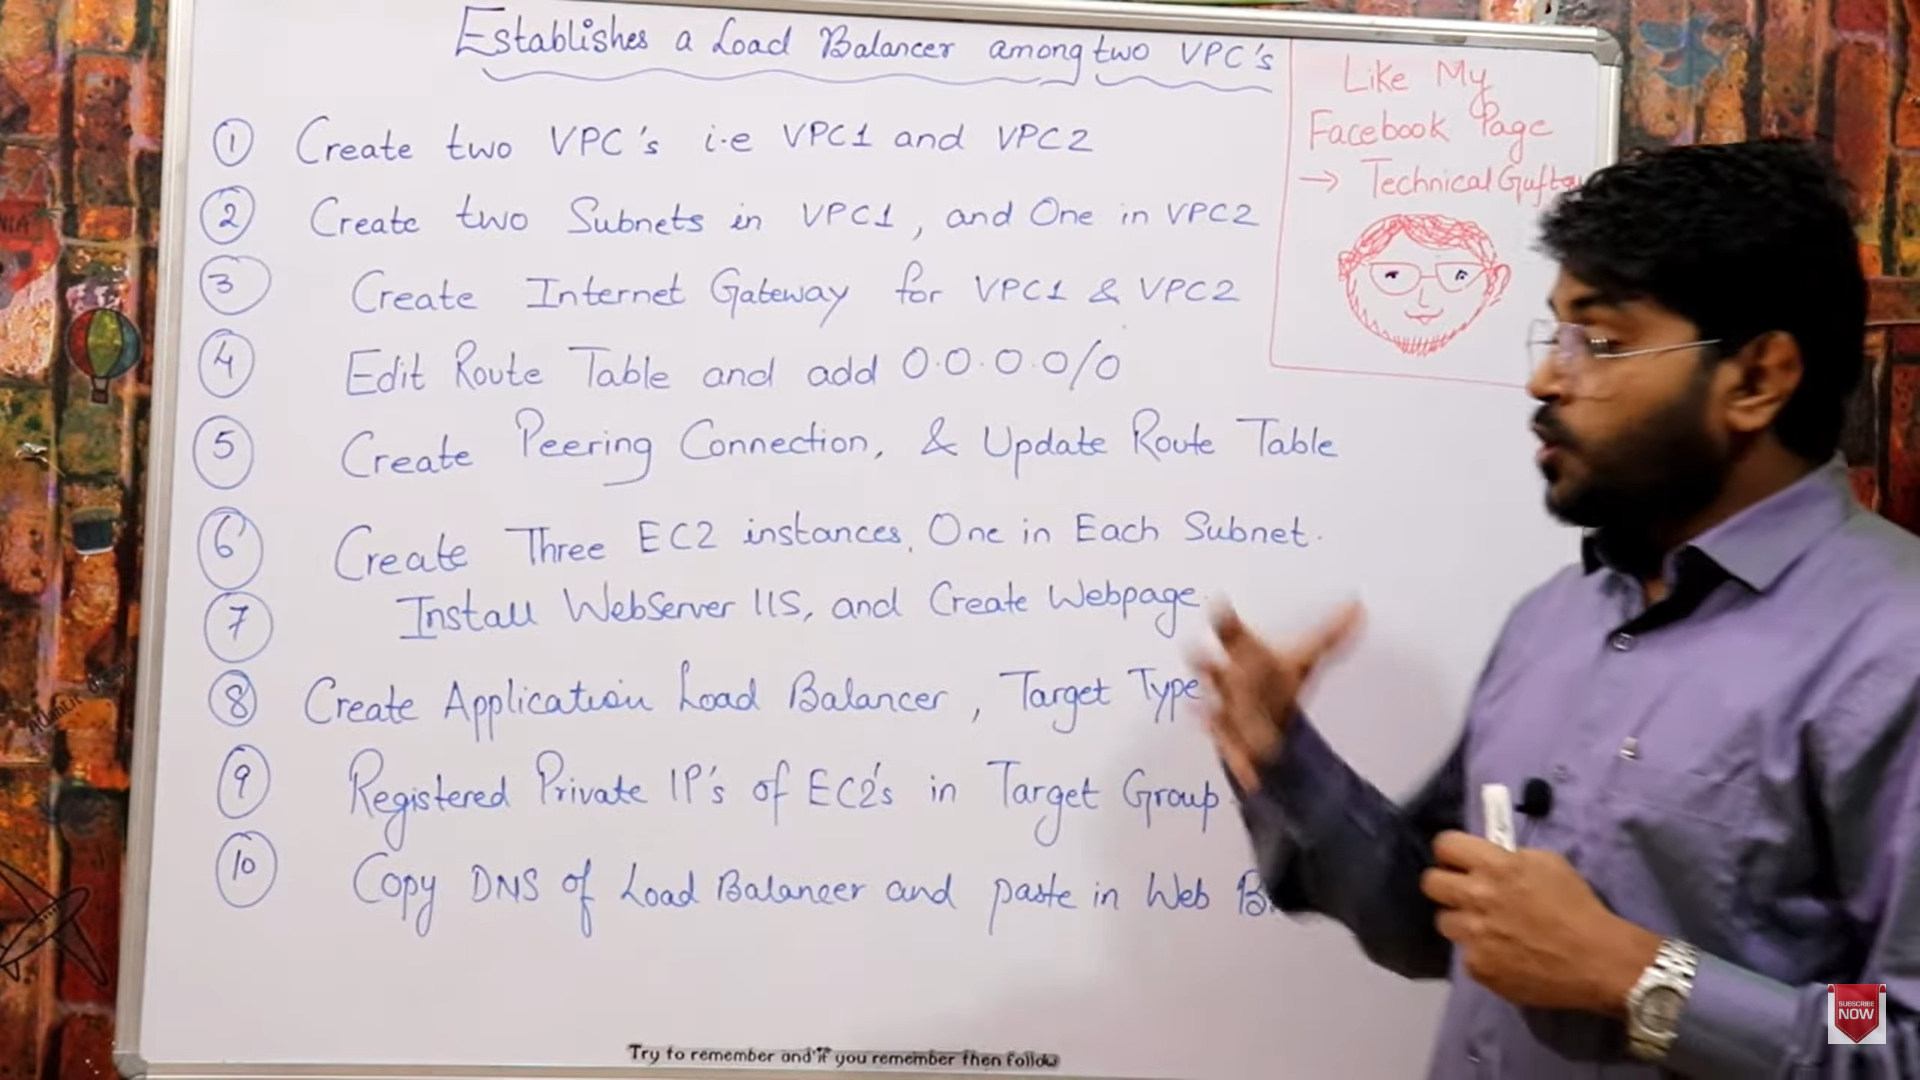 Establishes a Load Balancer among two VPC's
① Create two VPC's i.e VPC1 and VPC2
② Create two Subnets in VPC1, and One in VPC2
③ Create Internet Gateway for VPC1 & VPC2
④ Edit Route Table and add 0.0.0.0/0
⑤ Create Peering Connection, & Update Route Table
⑥ Create Three EC2 instances, One in Each Subnet.
⑦ Install WebServer IIS, and Create Webpage.
⑧ Create Application Load Balancer, Target Type
⑨ Registered Private IP's of EC2's in Target Group
⑩ Copy DNS of Load Balancer and paste in Web
Like My
Facebook Page
→ Technical
Try to remember and if you remember then follow
SUBSCRIBE
NOW